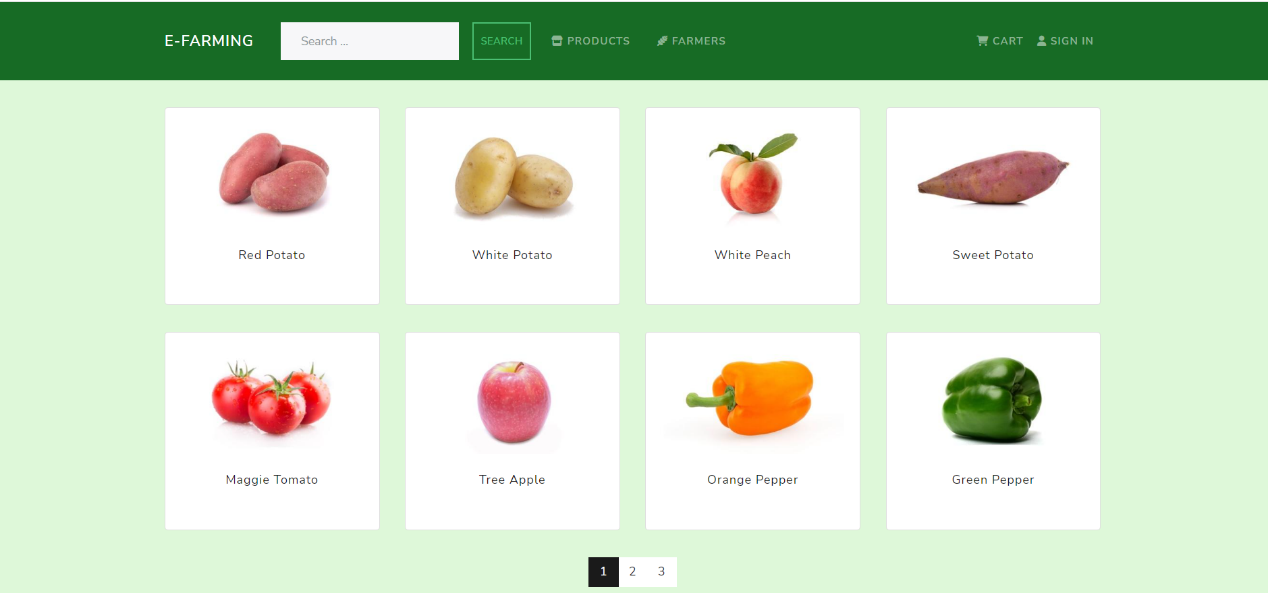 E-FARMING Search ... SEARCH PRODUCTS FARMERS CART SIGN IN
Red Potato White Potato White Peach Sweet Potato
Maggie Tomato Tree Apple Orange Pepper Green Pepper
1 2 3